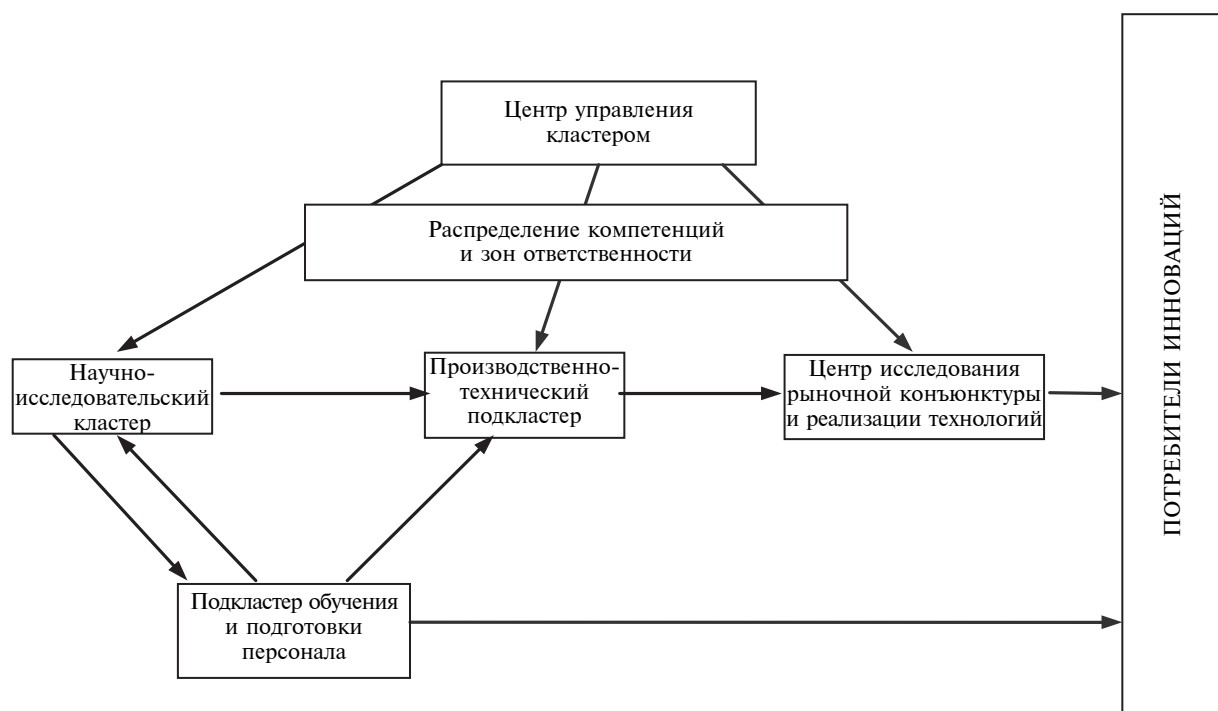 Центр управления
кластером
Распределение компетенций
и зон ответственности
Научно-
исследовательский
кластер
Производственно-
технический
подкластер
Центр исследования
рыночной конъюнктуры
и реализации технологий
Подкластер обучения
и подготовки
персонала
ПОТРЕБИТЕЛИ ИННОВАЦИЙ